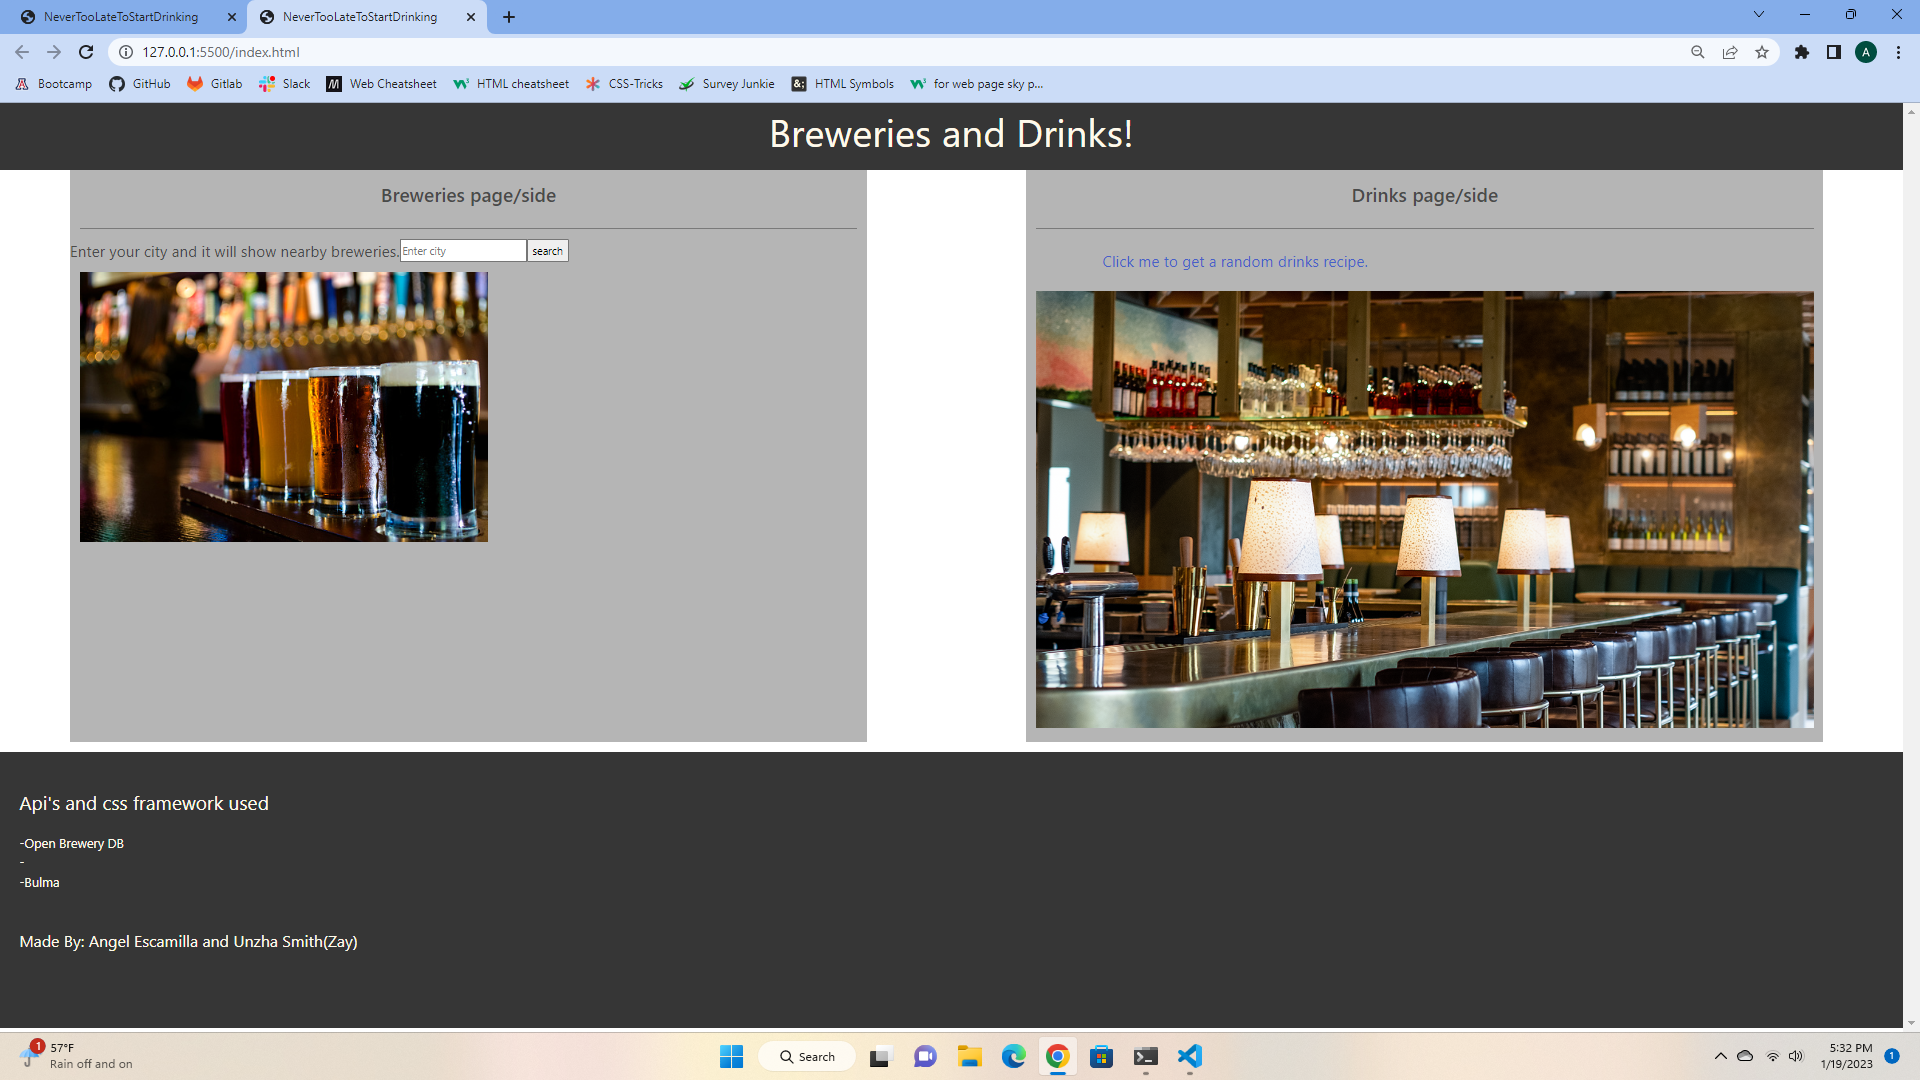 NeverTooLateToStartDrinking
NeverTooLateToStartDrinking
127.0.0.1:5500/index.html
A
Bootcamp
GitHub
Gitlab
Slack
Web Cheatsheet
HTML cheatsheet
CSS-Tricks
Survey Junkie
HTML Symbols
for web page sky p...
Breweries and Drinks!
Breweries page/side
Enter your city and it will show nearby breweries. Enter city search
Drinks page/side
Click me to get a random drinks recipe.
Api's and css framework used
-Open Brewery DB
-
-Bulma
Made By: Angel Escamilla and Unzha Smith(Zay)
1
57°F
Rain off and on
Search
5:32 PM
1/19/2023
1